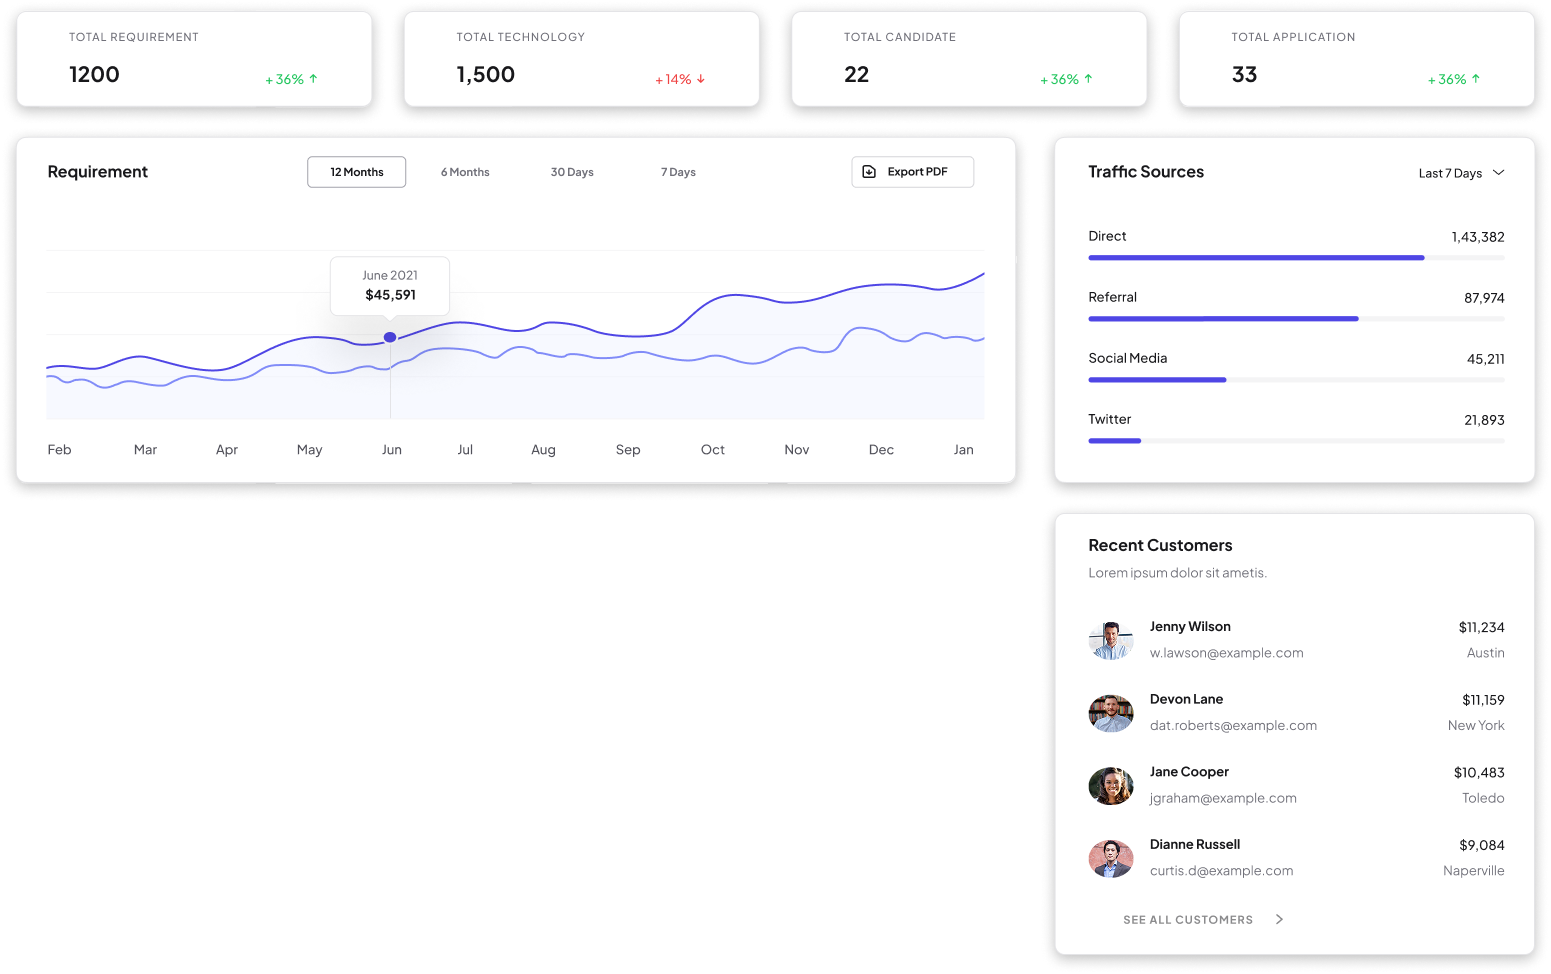 TOTAL REQUIREMENT
1200
+ 36% ↑
TOTAL TECHNOLOGY
1,500
+ 14% ↓
TOTAL CANDIDATE
22
+ 36% ↑
TOTAL APPLICATION
33
+ 36% ↑
Requirement
12 Months
6 Months
30 Days
7 Days
Export PDF
June 2021
$45,591
Feb Mar Apr May Jun Jul Aug Sep Oct Nov Dec Jan
Traffic Sources
Last 7 Days
Direct 1,43,382
Referral 87,974
Social Media 45,211
Twitter 21,893
Recent Customers
Lorem ipsum dolor sit ametis.
Jenny Wilson $11,234
w.lawson@example.com Austin
Devon Lane $11,159
dat.roberts@example.com New York
Jane Cooper $10,483
jgraham@example.com Toledo
Dianne Russell $9,084
curtis.d@example.com Naperville
SEE ALL CUSTOMERS